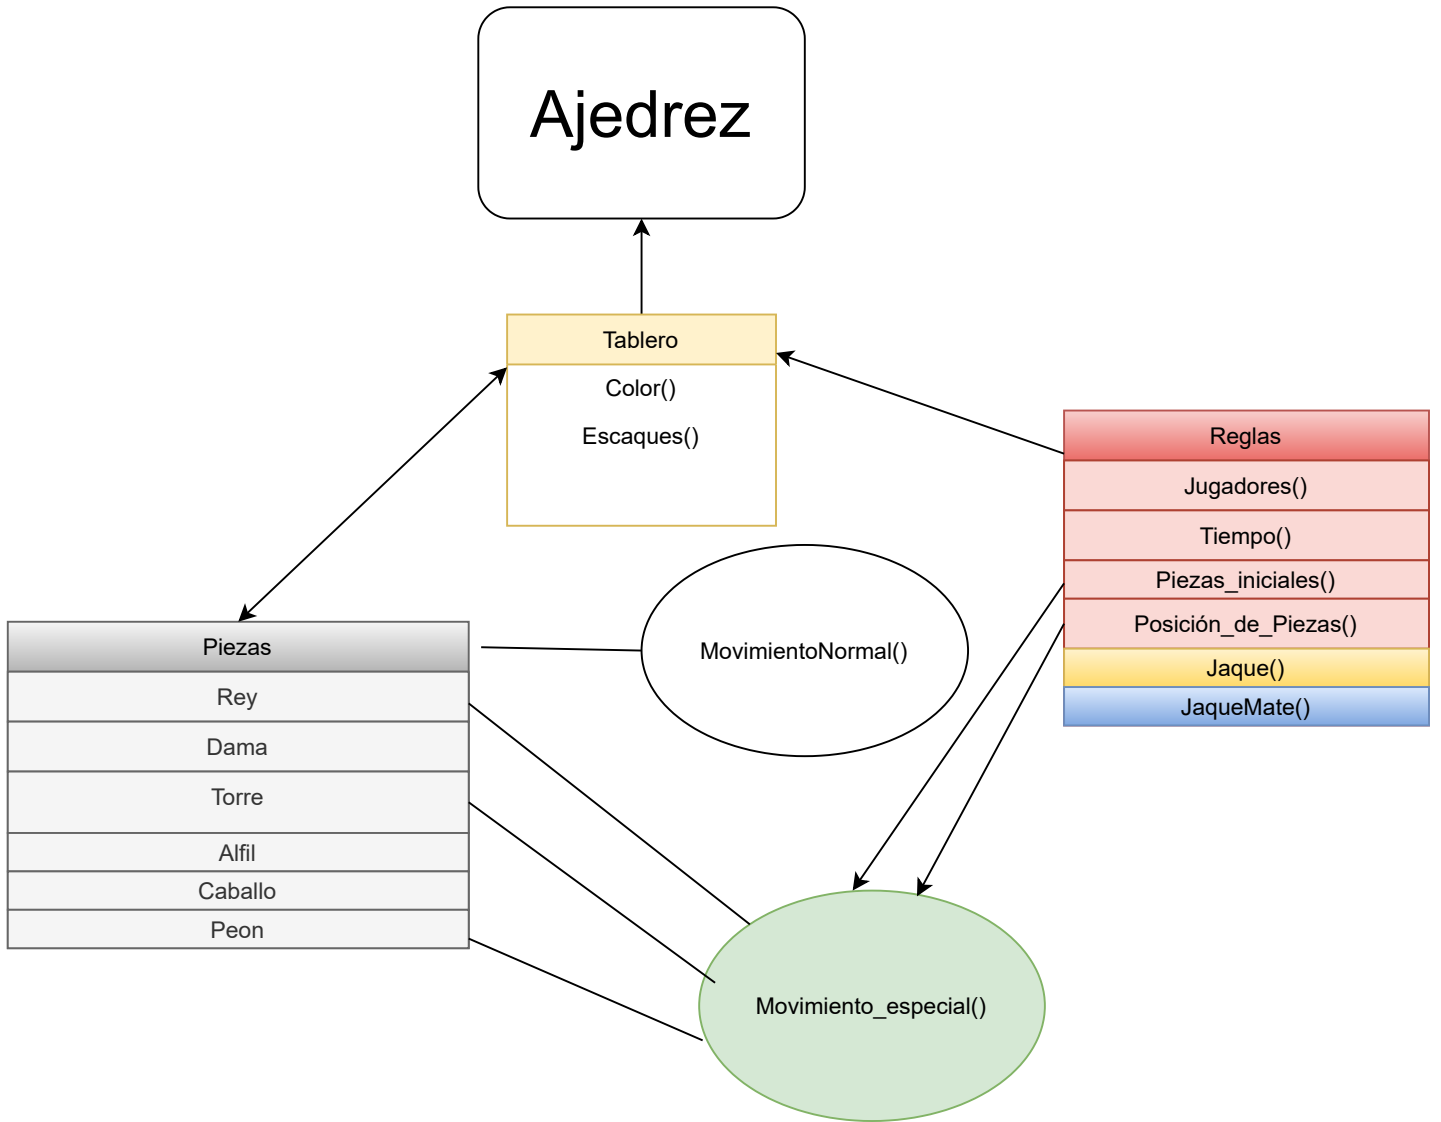 Ajedrez
Tablero
Color()
Escaques()
Reglas
Jugadores()
Tiempo()
Piezas_iniciales()
Posición_de_Piezas()
Jaque()
JaqueMate()
MovimientoNormal()
Piezas
Rey
Dama
Torre
Alfil
Caballo
Peon
Movimiento_especial()